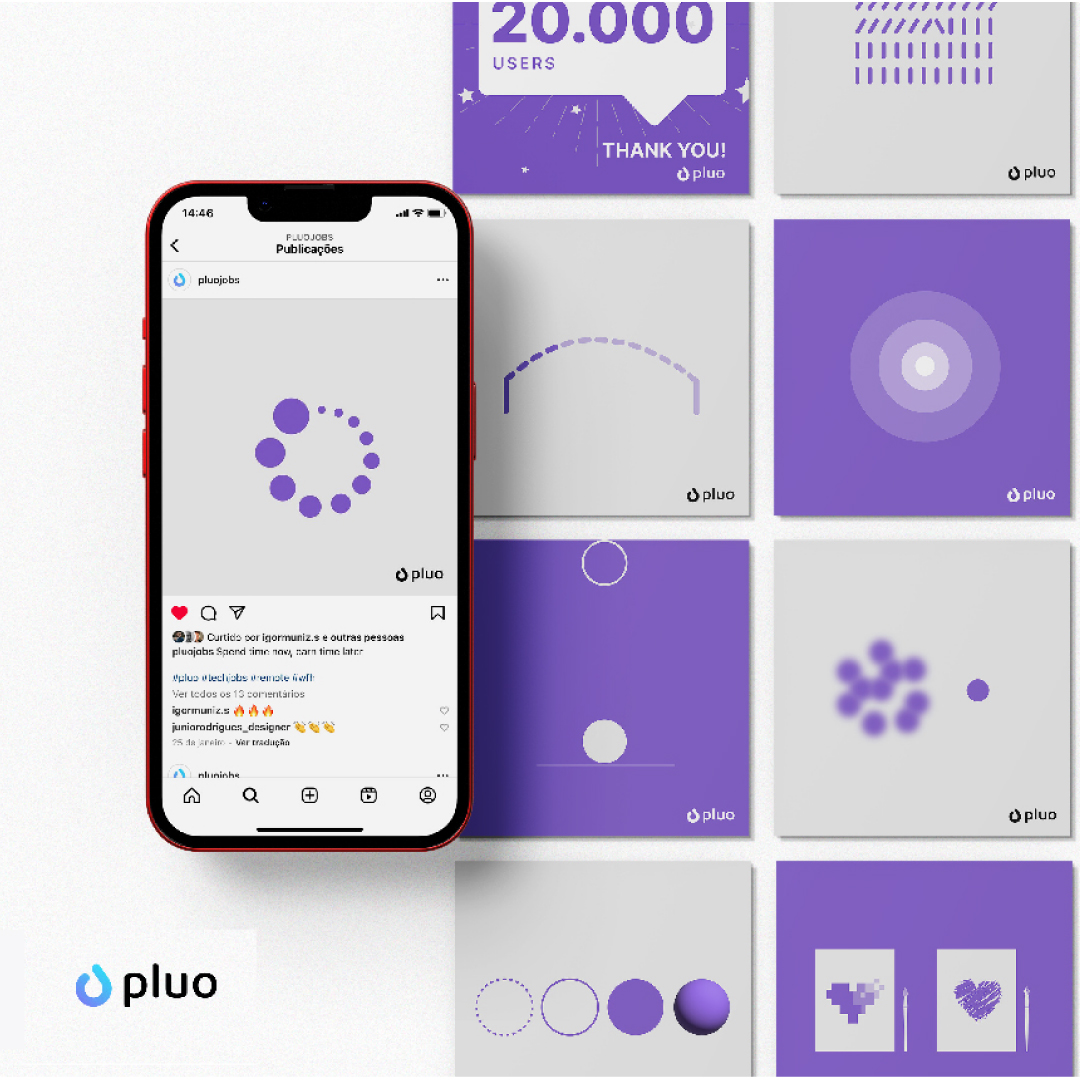 20.000
USERS
THANK YOU!
pluo
pluo
14:46
PLUOJOBS
Publicações
pluojobs
pluo
Curtido por igormuniz.s e outras pessoas
pluojobs Spend time now, earn time later
#pluo #techjobs #remote #wfh
Ver todos os 13 comentários
igormuniz.s 🔥🔥🔥
juniorodrigues_designer 👏👏👏
25 de janeiro · Ver tradução
pluojobs
pluo
pluo
pluo
pluo
pluo